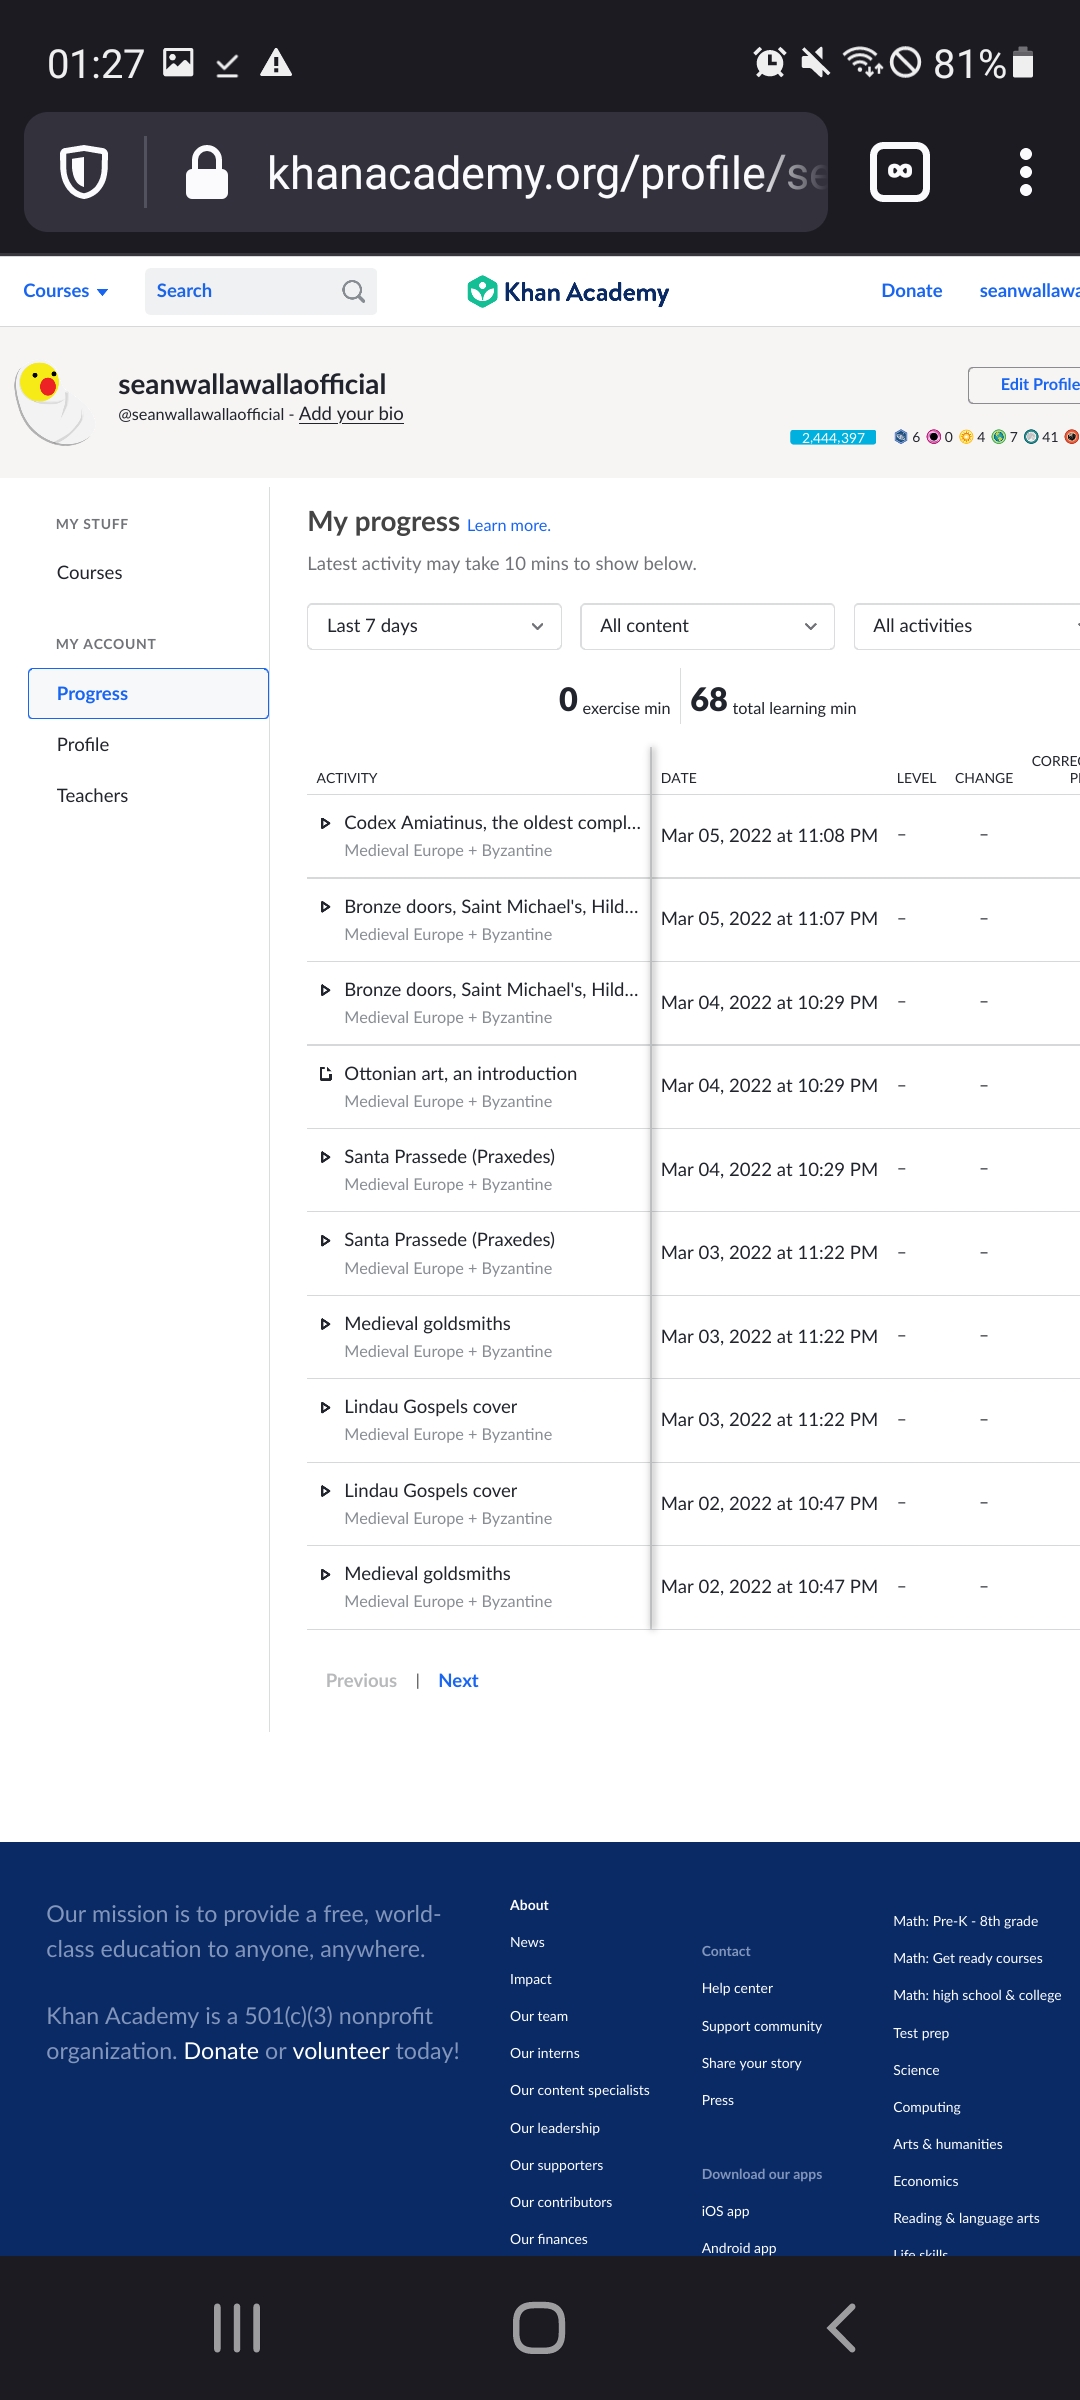 01:27
81%
khanacademy.org/profile/se
Courses
Search
Khan Academy
Donate
seanwallawa
seanwallawallaofficial
@seanwallawallaofficial - Add your bio
Edit Profile
2,444,397 6 0 4 7 41
MY STUFF
Courses
MY ACCOUNT
Progress
Profile
Teachers
My progress Learn more.
Latest activity may take 10 mins to show below.
Last 7 days
All content
All activities
0 exercise min
68 total learning min
ACTIVITY DATE LEVEL CHANGE
Codex Amiatinus, the oldest compl...
Medieval Europe + Byzantine
Mar 05, 2022 at 11:08 PM – –
Bronze doors, Saint Michael's, Hild...
Medieval Europe + Byzantine
Mar 05, 2022 at 11:07 PM – –
Bronze doors, Saint Michael's, Hild...
Medieval Europe + Byzantine
Mar 04, 2022 at 10:29 PM – –
Ottonian art, an introduction
Medieval Europe + Byzantine
Mar 04, 2022 at 10:29 PM – –
Santa Prassede (Praxedes)
Medieval Europe + Byzantine
Mar 04, 2022 at 10:29 PM – –
Santa Prassede (Praxedes)
Medieval Europe + Byzantine
Mar 03, 2022 at 11:22 PM – –
Medieval goldsmiths
Medieval Europe + Byzantine
Mar 03, 2022 at 11:22 PM – –
Lindau Gospels cover
Medieval Europe + Byzantine
Mar 03, 2022 at 11:22 PM – –
Lindau Gospels cover
Medieval Europe + Byzantine
Mar 02, 2022 at 10:47 PM – –
Medieval goldsmiths
Medieval Europe + Byzantine
Mar 02, 2022 at 10:47 PM – –
Previous | Next
Our mission is to provide a free, world-
class education to anyone, anywhere.
Khan Academy is a 501(c)(3) nonprofit
organization. Donate or volunteer today!
About
News
Impact
Our team
Our interns
Our content specialists
Our leadership
Our supporters
Our contributors
Our finances
Contact
Help center
Support community
Share your story
Press
Download our apps
iOS app
Android app
Math: Pre-K - 8th grade
Math: Get ready courses
Math: high school & college
Test prep
Science
Computing
Arts & humanities
Economics
Reading & language arts
Life skills